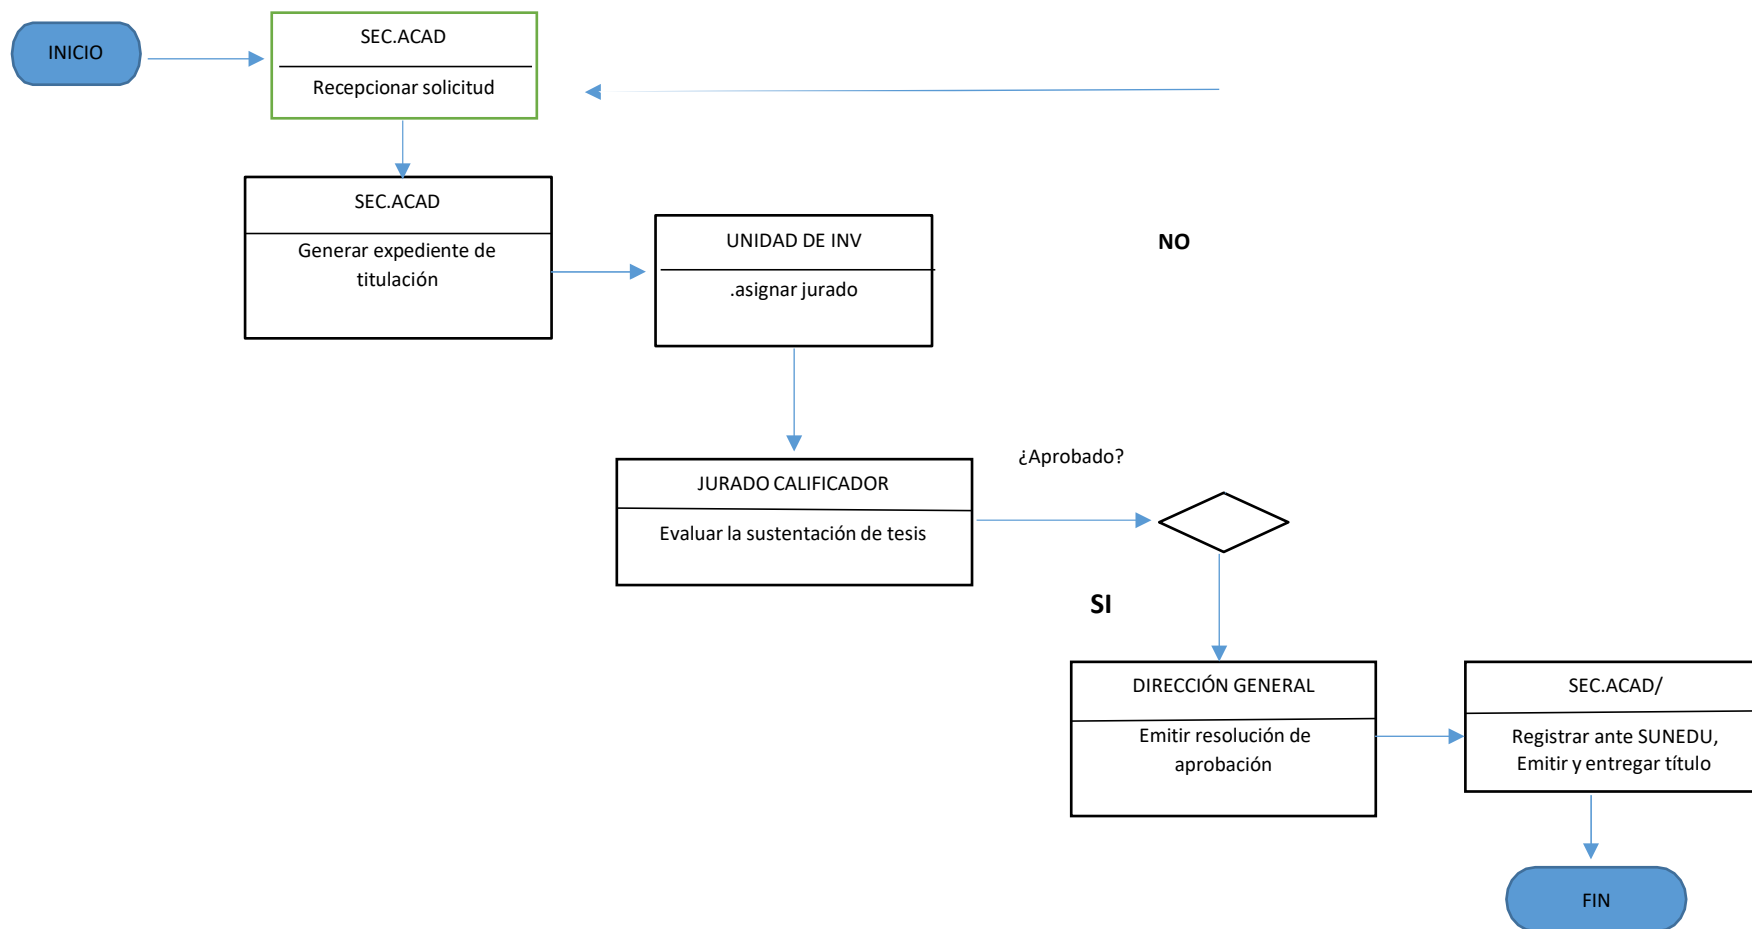 INICIO
SEC.ACAD
Recepcionar solicitud
SEC.ACAD
Generar expediente de
titulación
UNIDAD DE INV
.asignar jurado
NO
JURADO CALIFICADOR
Evaluar la sustentación de tesis
¿Aprobado?
SI
DIRECCIÓN GENERAL
Emitir resolución de
aprobación
SEC.ACAD/
Registrar ante SUNEDU,
Emitir y entregar título
FIN